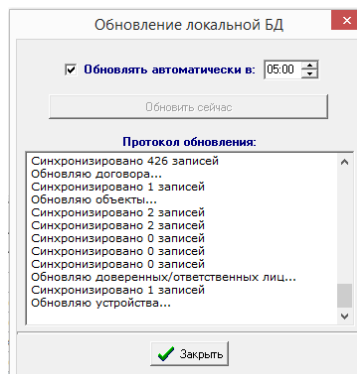 Обновление локальной БД
Обновлять автоматически в: 05:00
Обновить сейчас
Протокол обновления:
Синхронизировано 426 записей
Обновляю договора...
Синхронизировано 1 записей
Обновляю объекты...
Синхронизировано 2 записей
Синхронизировано 2 записей
Синхронизировано 0 записей
Синхронизировано 0 записей
Синхронизировано 0 записей
Обновляю доверенных/ответственных лиц...
Синхронизировано 1 записей
Обновляю устройства...
Закрыть